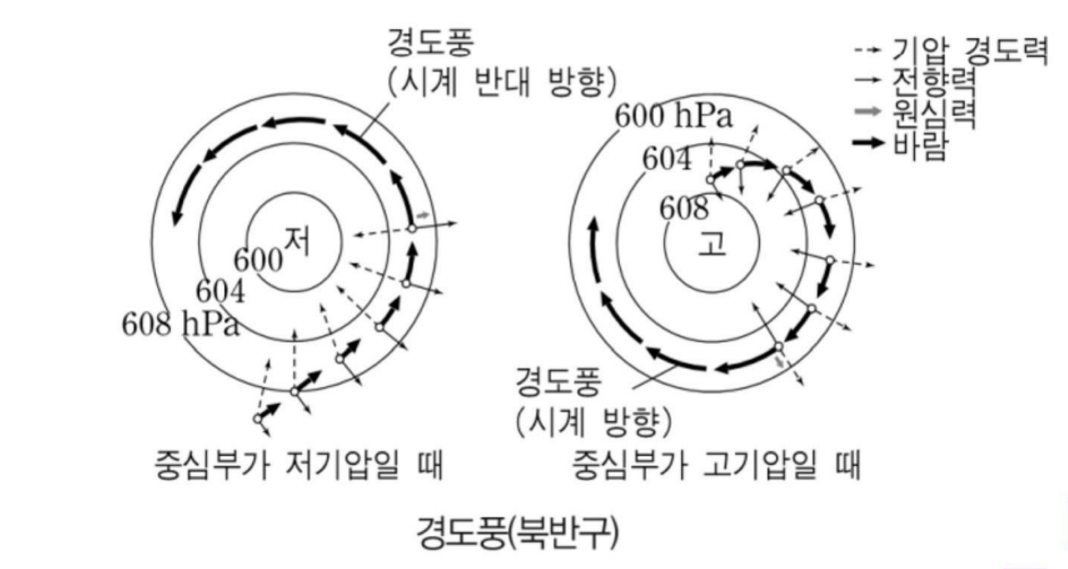 경도풍
(시계 반대 방향)
저
600
604
608 hPa
중심부가 저기압일 때
기압 경도력
전향력
원심력
바람
600 hPa
604
608
고
경도풍
(시계 방향)
중심부가 고기압일 때
경도풍(북반구)